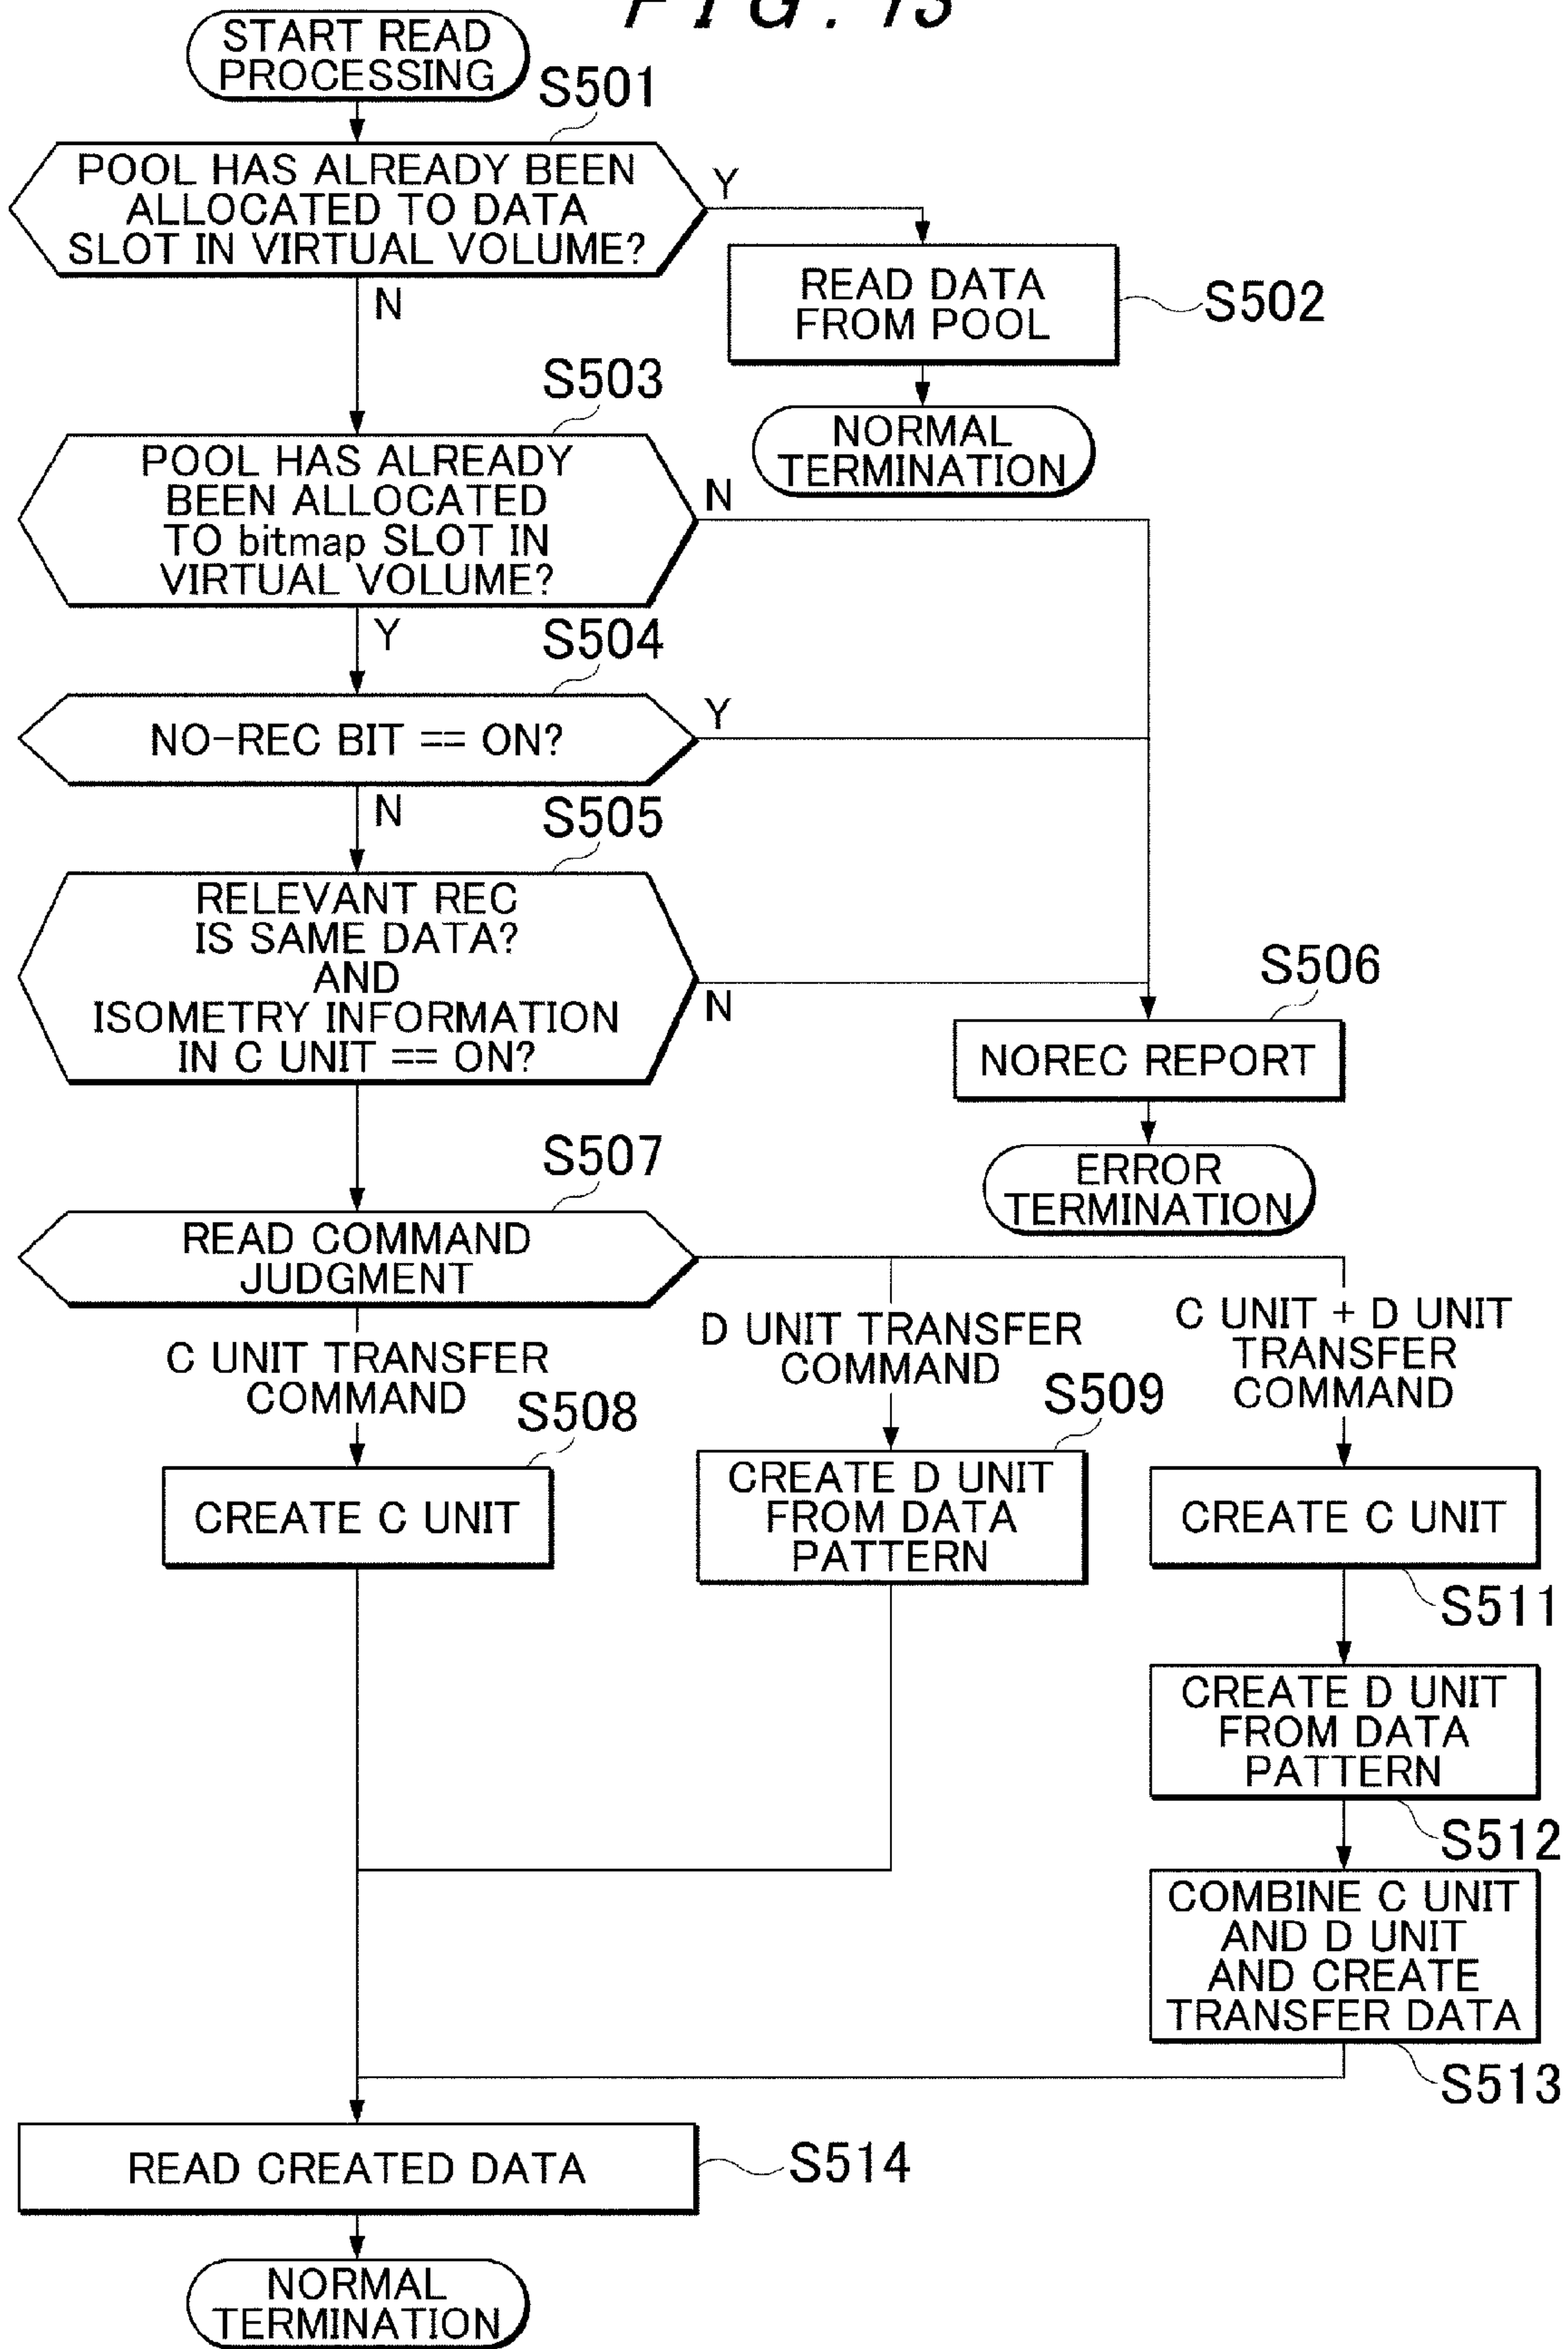 FIG. 13
START READ
PROCESSING
S501
POOL HAS ALREADY BEEN
ALLOCATED TO DATA
SLOT IN VIRTUAL VOLUME?
Y
N
READ DATA
FROM POOL
S502
NORMAL
TERMINATION
S503
POOL HAS ALREADY
BEEN ALLOCATED
TO bitmap SLOT IN
VIRTUAL VOLUME?
N
Y
S504
NO-REC BIT == ON?
Y
N
S505
RELEVANT REC
IS SAME DATA?
AND
ISOMETRY INFORMATION
IN C UNIT == ON?
N
S506
NOREC REPORT
ERROR
TERMINATION
S507
READ COMMAND
JUDGMENT
C UNIT TRANSFER
COMMAND
D UNIT TRANSFER
COMMAND
C UNIT + D UNIT
TRANSFER
COMMAND
S508
CREATE C UNIT
S509
CREATE D UNIT
FROM DATA
PATTERN
CREATE C UNIT
S511
CREATE D UNIT
FROM DATA
PATTERN
S512
COMBINE C UNIT
AND D UNIT
AND CREATE
TRANSFER DATA
S513
READ CREATED DATA
S514
NORMAL
TERMINATION